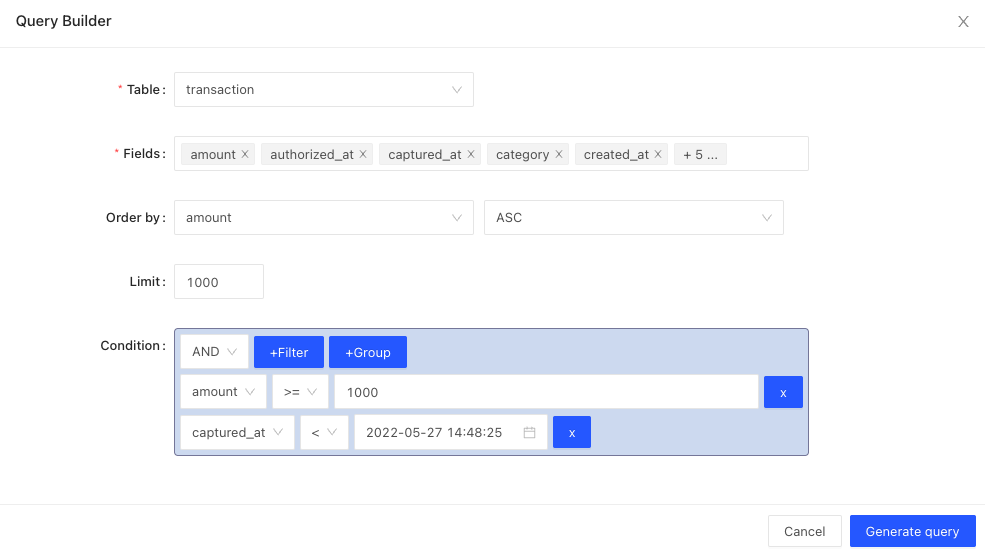 Query Builder
* Table :
transaction
* Fields :
amount × authorized_at × captured_at × category × created_at × + 5 ...
Order by :
amount
ASC
Limit :
1000
Condition :
AND +Filter +Group
amount >= 1000 x
captured_at < 2022-05-27 14:48:25 x
Cancel Generate query